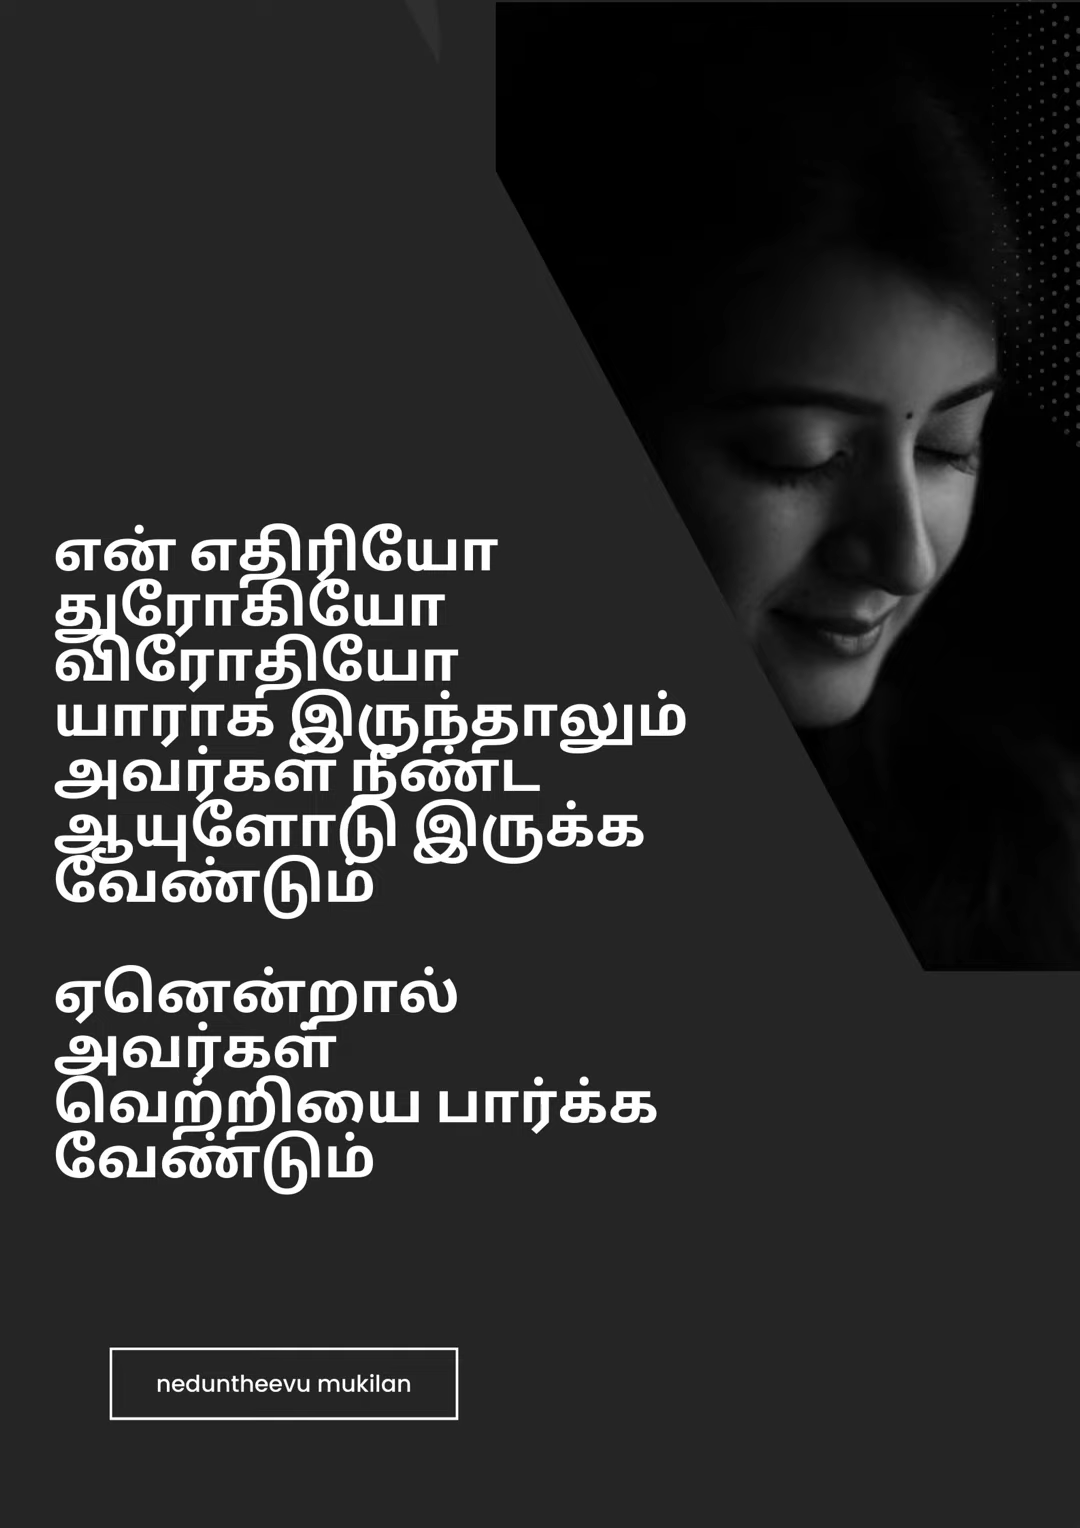 என் எதிரியோ
துரோகியோ
விரோதியோ
யாராக இருந்தாலும்
அவர்கள் நீண்ட
ஆயுளோடு இருக்க
வேண்டும்
ஏனென்றால்
அவர்கள்
வெற்றியை பார்க்க
வேண்டும்
neduntheevu mukilan